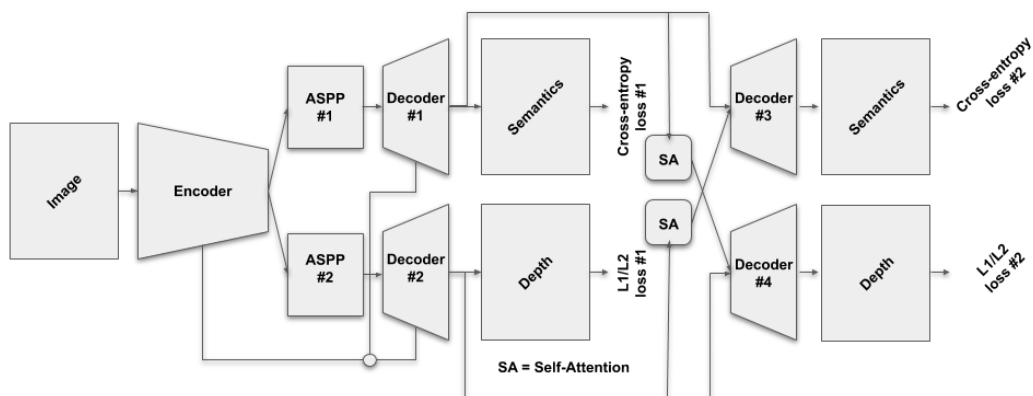 Image
Encoder
ASPP
#1
Decoder
#1
Semantics
Cross-entropy
loss #1
SA
Decoder
#3
Semantics
Cross-entropy
loss #2
ASPP
#2
Decoder
#2
Depth
L1/L2
loss #1
SA
Decoder
#4
Depth
L1/L2
loss #2
SA = Self-Attention